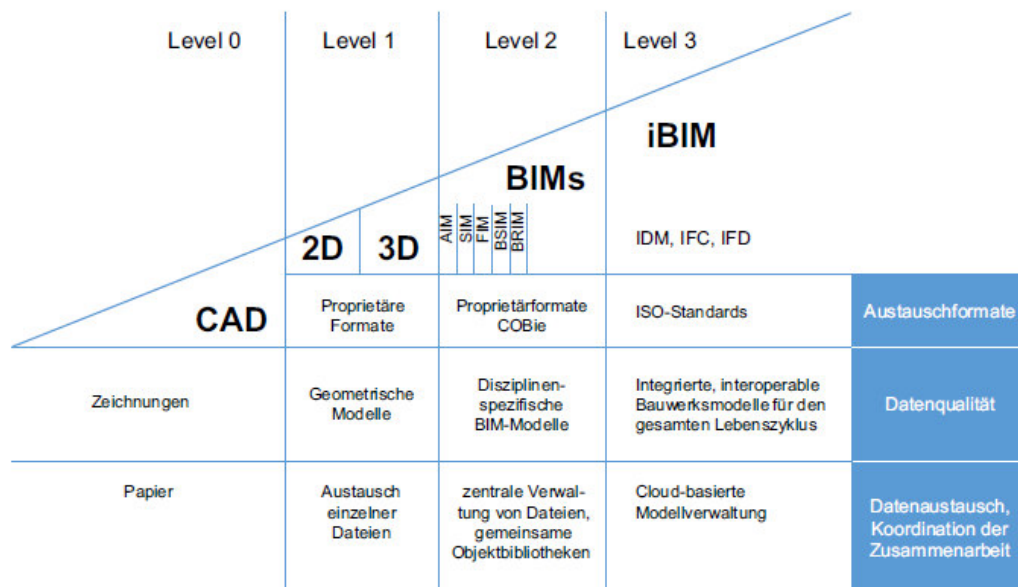 Level 0
Level 1
Level 2
Level 3
iBIM
BIMs
AIM
SIM
FIM
BSIM
BRIM
2D
3D
IDM, IFC, IFD
CAD
Proprietäre
Formate
Proprietärformate
COBie
ISO-Standards
Austauschformate
Zeichnungen
Geometrische
Modelle
Disziplinen-
spezifische
BIM-Modelle
Integrierte, interoperable
Bauwerksmodelle für den
gesamten Lebenszyklus
Datenqualität
Papier
Austausch
einzelner
Dateien
zentrale Verwal-
tung von Dateien,
gemeinsame
Objektbibliotheken
Cloud-basierte
Modellverwaltung
Datenaustausch,
Koordination der
Zusammenarbeit